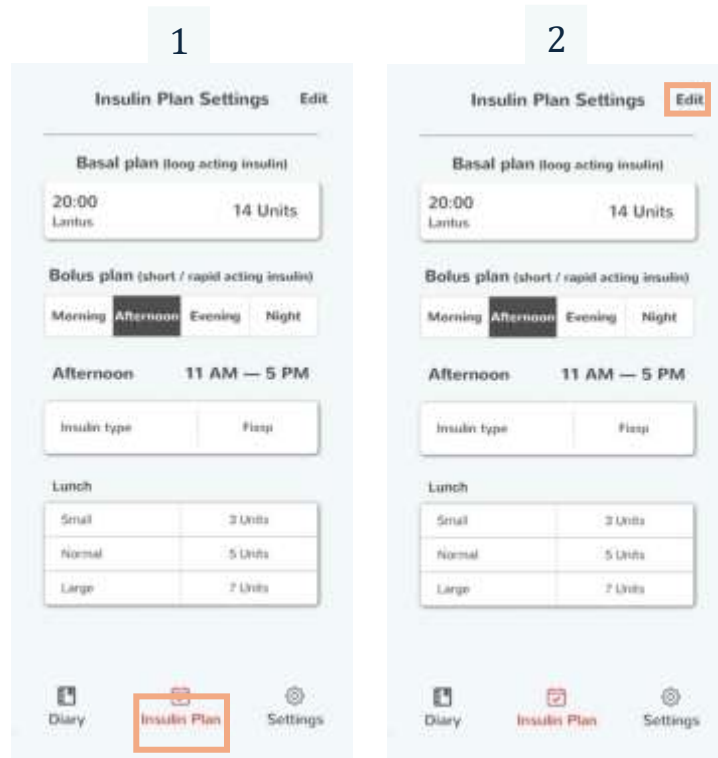 1
Insulin Plan Settings Edit
Basal plan (loong acting insulin)
20:00 14 Units
Lantus
Bolus plan (short / rapid acting insulin)
Morning Afternoon Evening Night
Afternoon 11 AM — 5 PM
Insulin type Fiasp
Lunch
Small 3 Units
Normal 5 Units
Large 7 Units
Diary Insulin Plan Settings
2
Insulin Plan Settings Edit
Basal plan (loong acting insulin)
20:00 14 Units
Lantus
Bolus plan (short / rapid acting insulin)
Morning Afternoon Evening Night
Afternoon 11 AM — 5 PM
Insulin type Fiasp
Lunch
Small 3 Units
Normal 5 Units
Large 7 Units
Diary Insulin Plan Settings